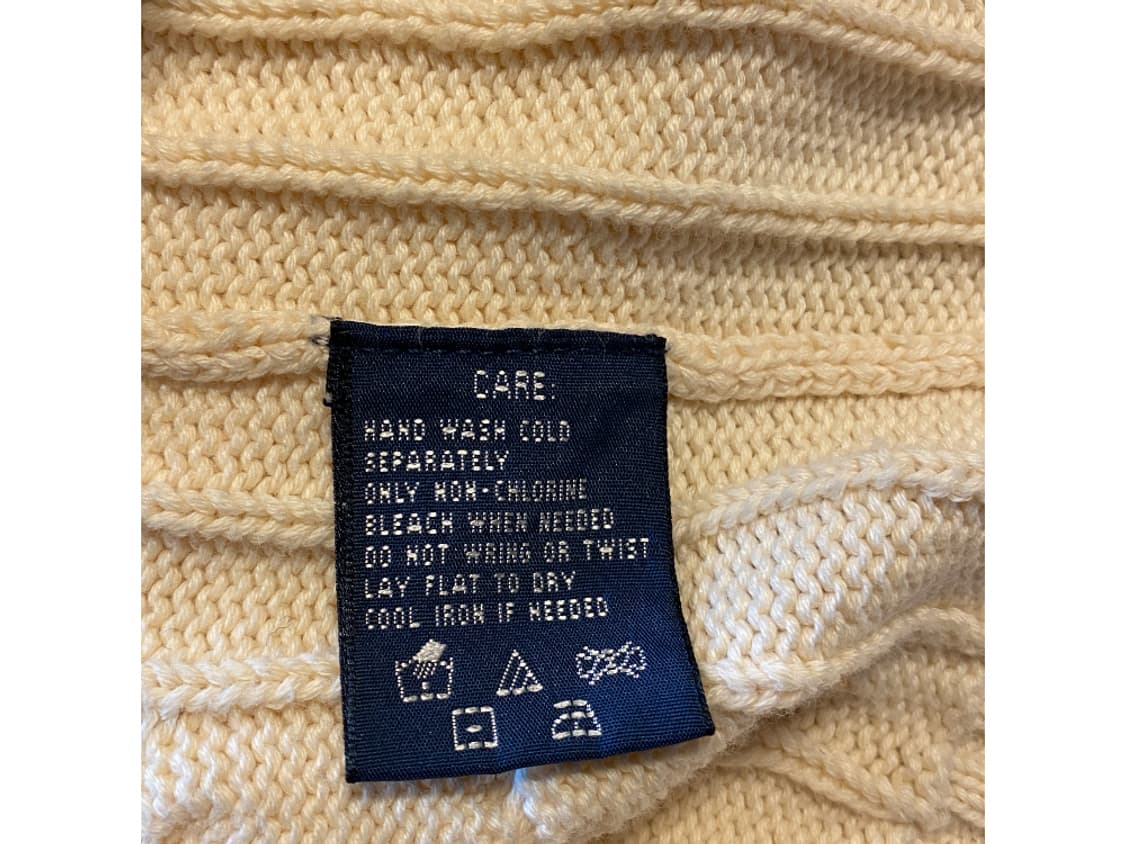 CARE:
HAND WASH COLD
SEPARATELY
ONLY NON-CHLORINE
BLEACH WHEN NEEDED
DO NOT WRING OR TWIST
LAY FLAT TO DRY
COOL IRON IF NEEDED